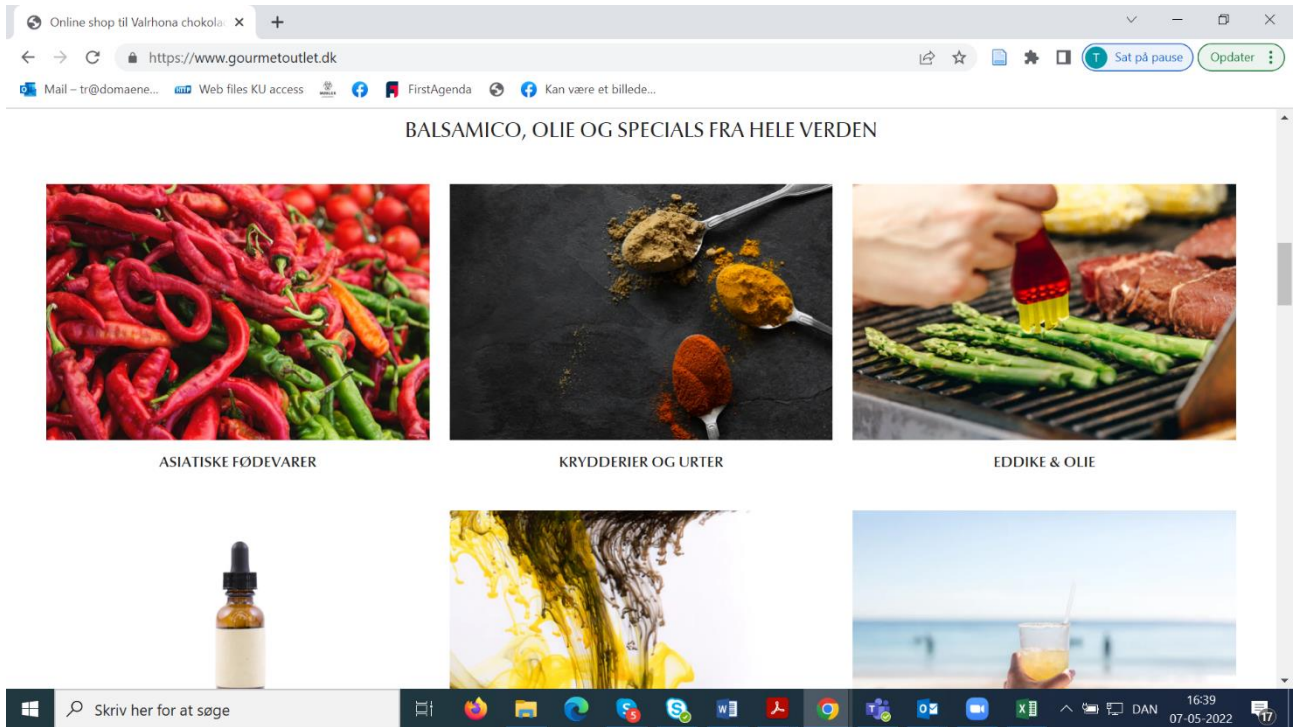 Online shop til Valrhona chokola
https://www.gourmetoutlet.dk
T Sat på pause
Opdater
Mail – tr@domaene...
Web files KU access
FirstAgenda
Kan være et billede...
BALSAMICO, OLIE OG SPECIALS FRA HELE VERDEN
ASIATISKE FØDEVARER
KRYDDERIER OG URTER
EDDIKE & OLIE
Skriv her for at søge
DAN
16:39
07-05-2022
17